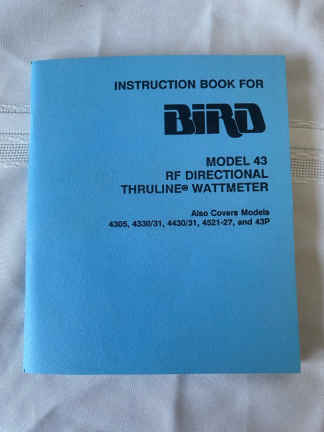 INSTRUCTION BOOK FOR
BIRD
MODEL 43
RF DIRECTIONAL
THRULINE® WATTMETER
Also Covers Models
4305, 4330/31, 4430/31, 4521-27, and 43P